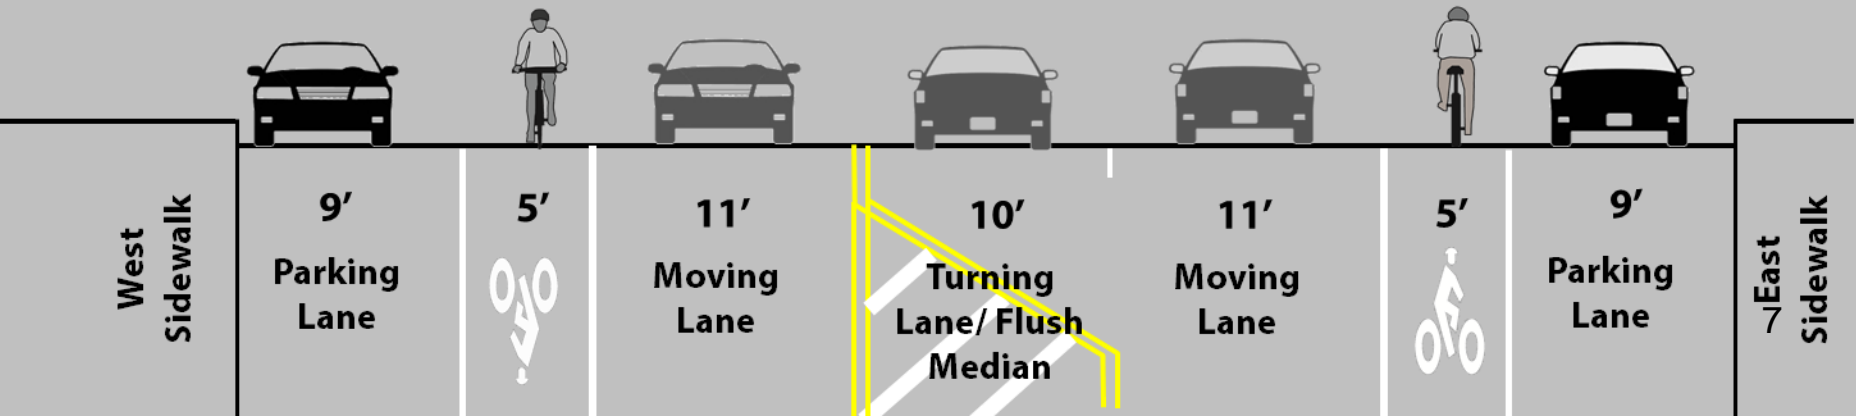 West
Sidewalk
9’
Parking
Lane
5’
11’
Moving
Lane
10’
Turning
Lane/ Flush
Median
11’
Moving
Lane
5’
9’
Parking
Lane
East
Sidewalk
7